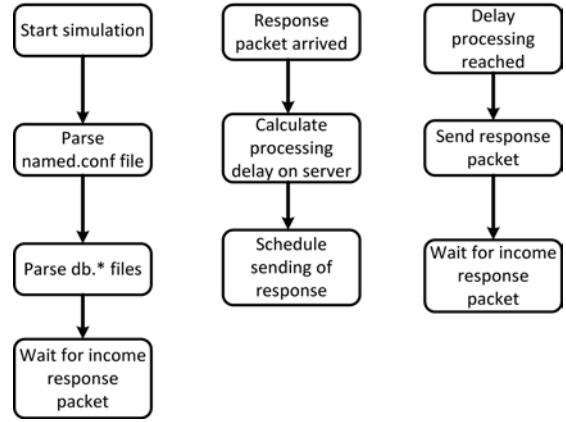 Start simulation
Parse
named.conf file
Parse db.* files
Wait for income
response
packet
Response
packet arrived
Calculate
processing
delay on server
Schedule
sending of
response
Delay
processing
reached
Send response
packet
Wait for income
response
packet